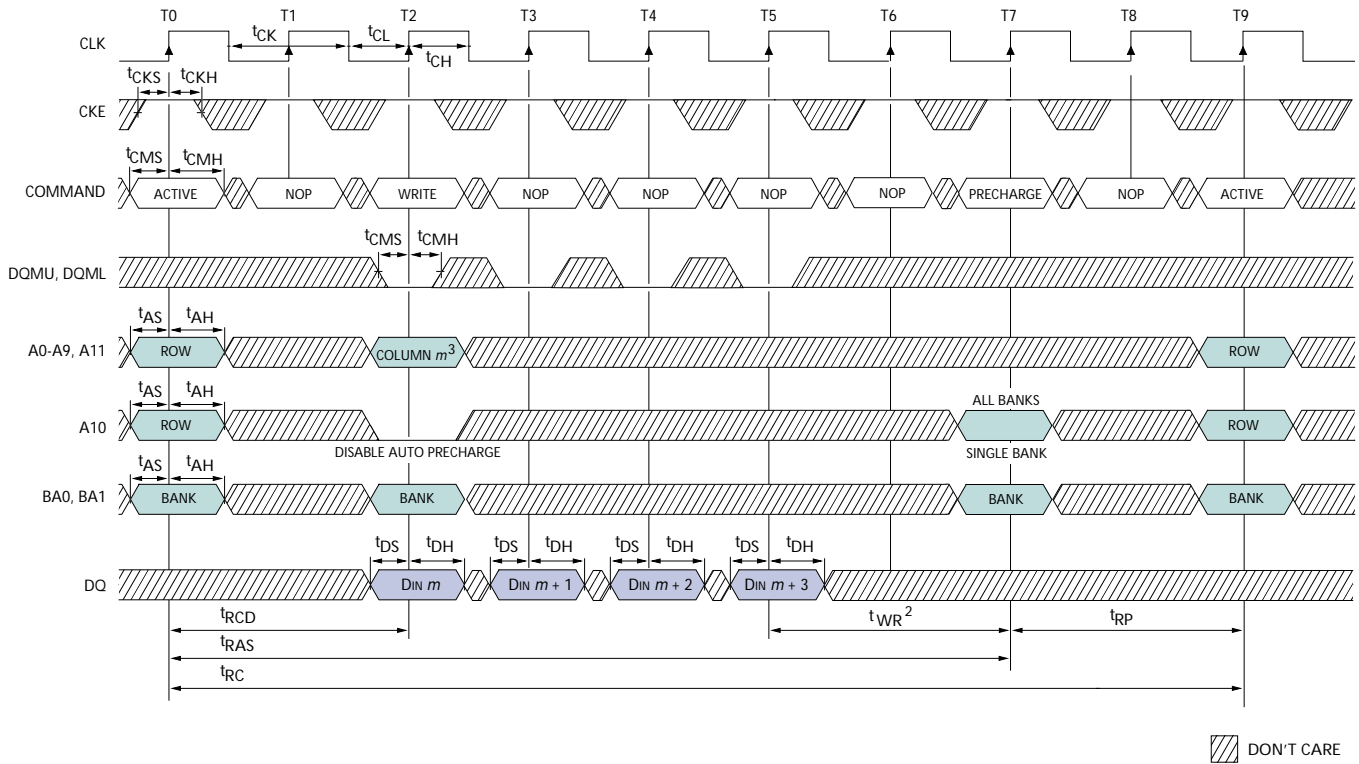 T0 T1 T2 T3 T4 T5 T6 T7 T8 T9
CLK tCK tCL tCH
tCKS tCKH
CKE
tCMS tCMH
COMMAND ACTIVE NOP WRITE NOP NOP NOP NOP PRECHARGE NOP ACTIVE
tCMS tCMH
DQMU, DQML
tAS tAH
A0-A9, A11 ROW COLUMN m3 ROW
tAS tAH ALL BANKS
A10 ROW ROW
DISABLE AUTO PRECHARGE SINGLE BANK
tAS tAH
BA0, BA1 BANK BANK BANK BANK
tDS tDH tDS tDH tDS tDH tDS tDH
DQ DIN m DIN m + 1 DIN m + 2 DIN m + 3
tRCD tWR2 tRP
tRAS
tRC
DON'T CARE